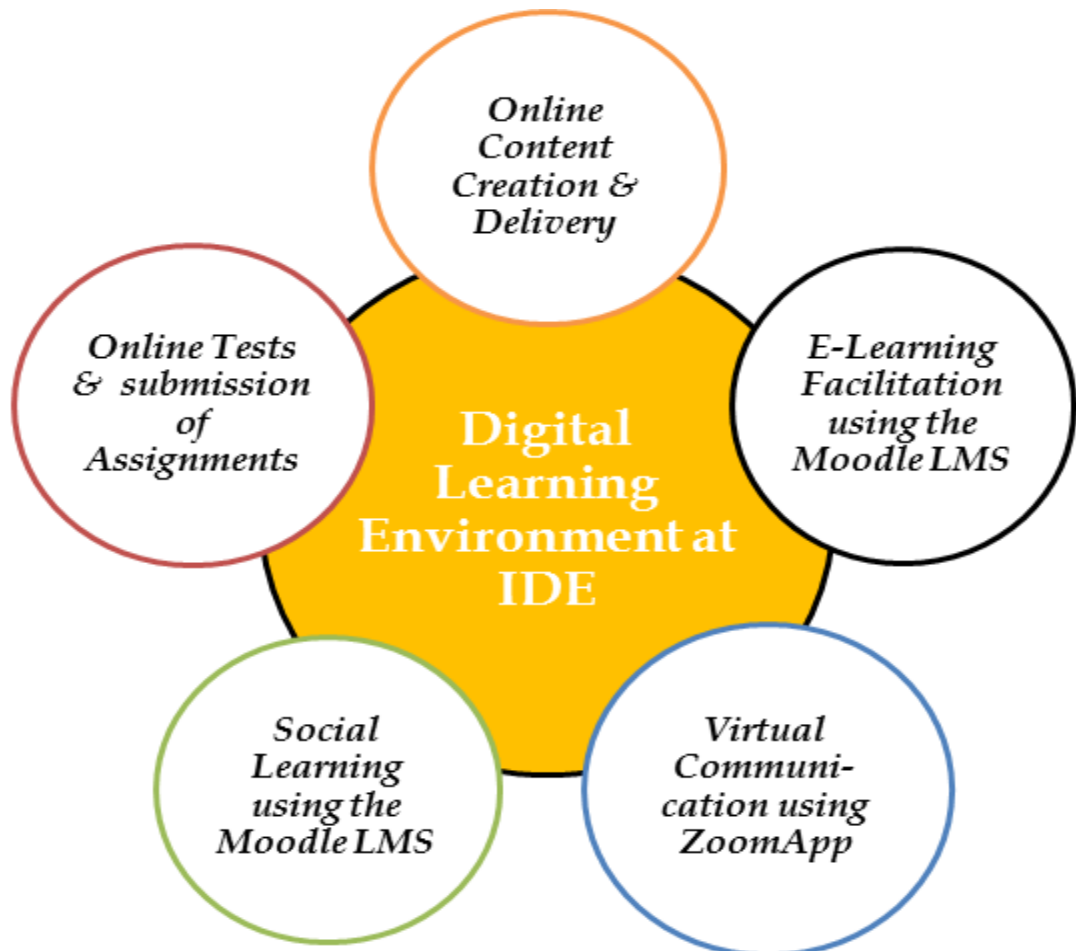 Online
Content
Creation &
Delivery
Online Tests
& submission
of
Assignments
E-Learning
Facilitation
using the
Moodle LMS
Digital
Learning
Environment at
IDE
Social
Learning
using the
Moodle LMS
Virtual
Communi-
cation using
ZoomApp